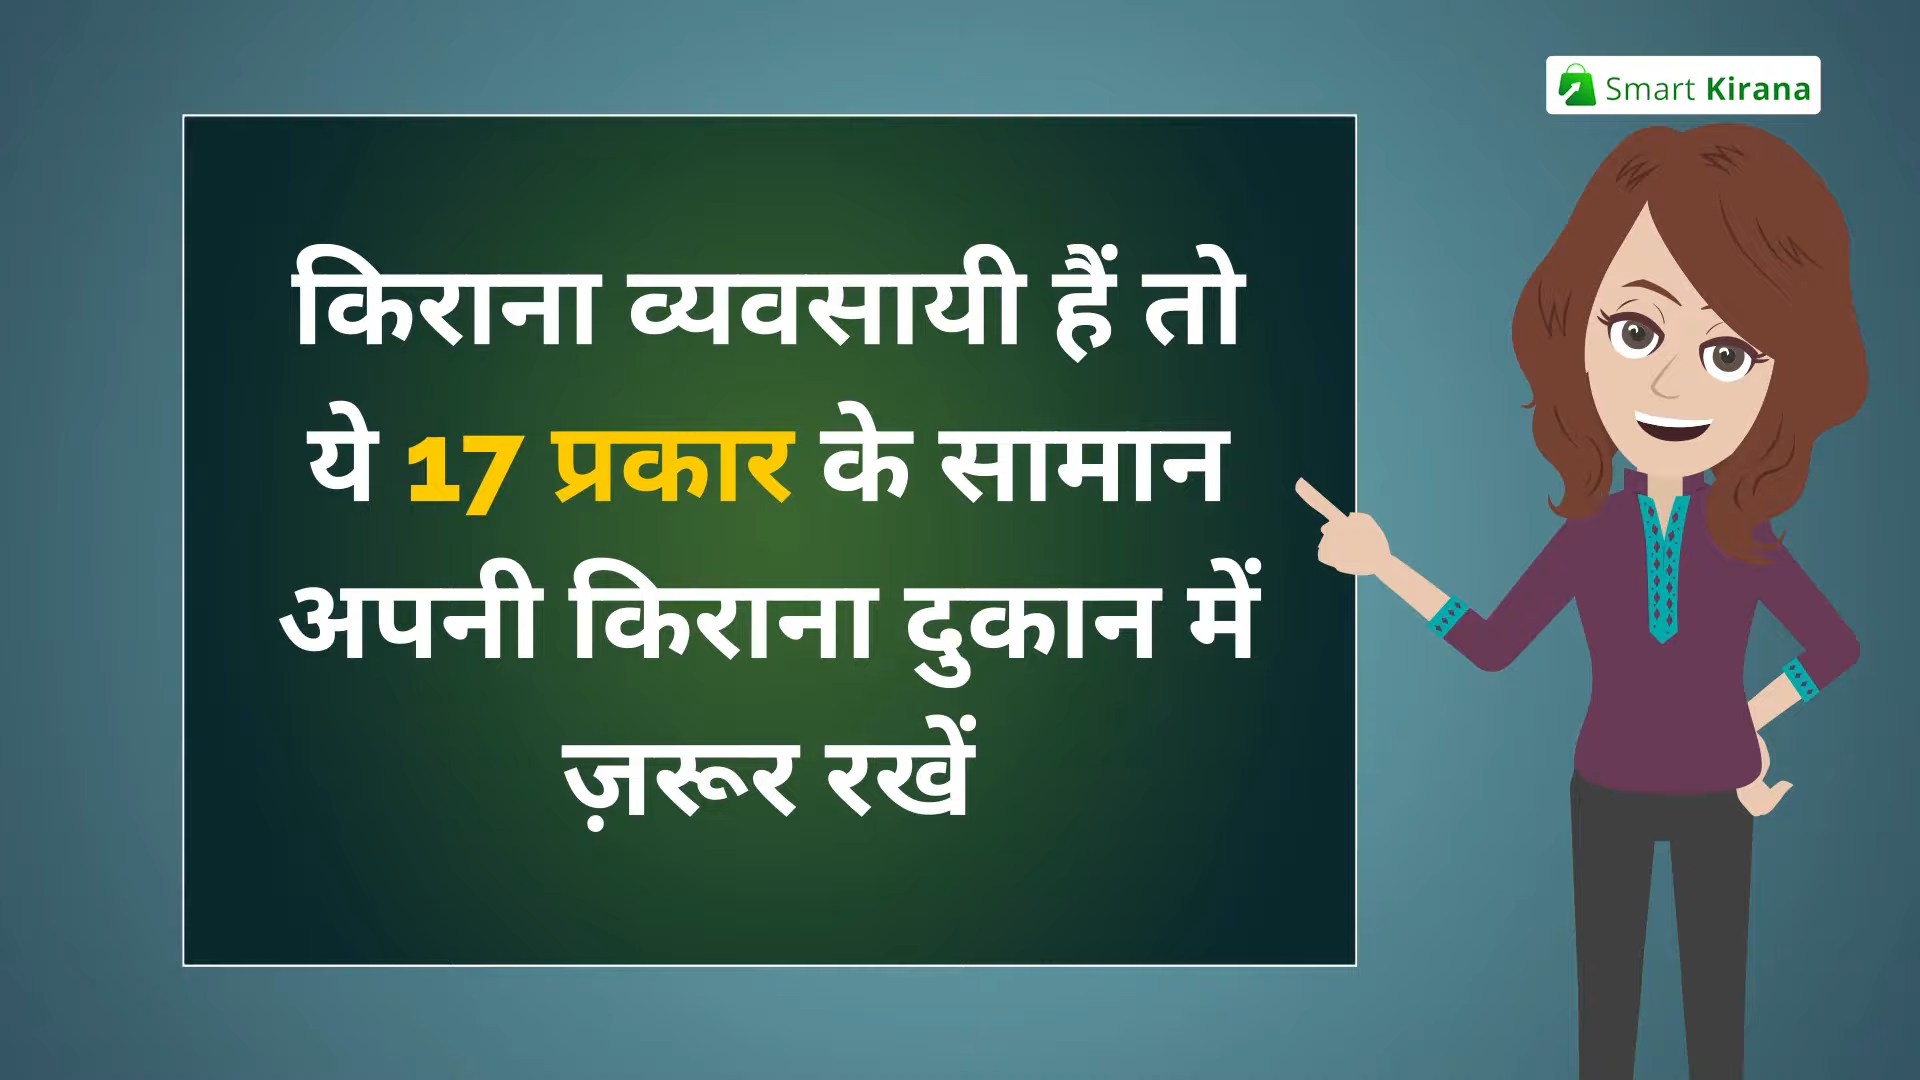 Smart Kirana
किराना व्यवसायी हैं तो
ये 17 प्रकार के सामान
अपनी किराना दुकान में
ज़रूर रखें